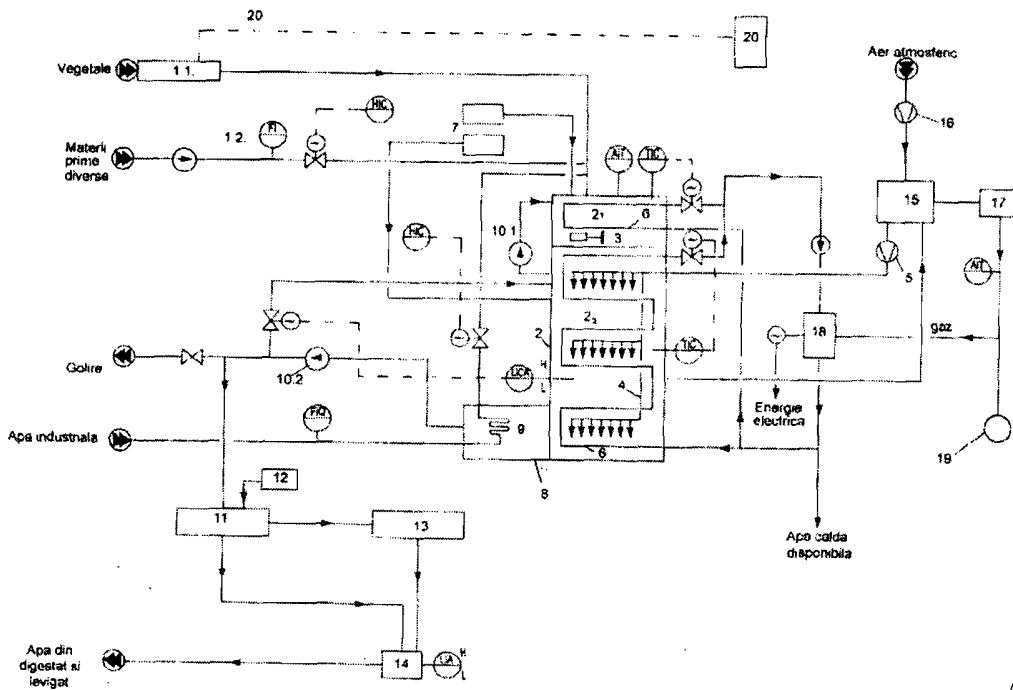 20
20
Vegetale
1 1.
Aer atmosferic
16
HIC
FI
1 2.
7
Materii
prime
diverse
AIT
TIC
15
17
2₁
6
3
10 1
HIC
5
AIT
2
2₂
18
gaz
TIC
Golire
10.2
H
LICA
L
4
Energie
electrica
19
FIQ
9
Apa industriala
6
8
12
11
13
Apa calda
disponibila
Apa din
digestat si
levigat
14
LIA
H
L